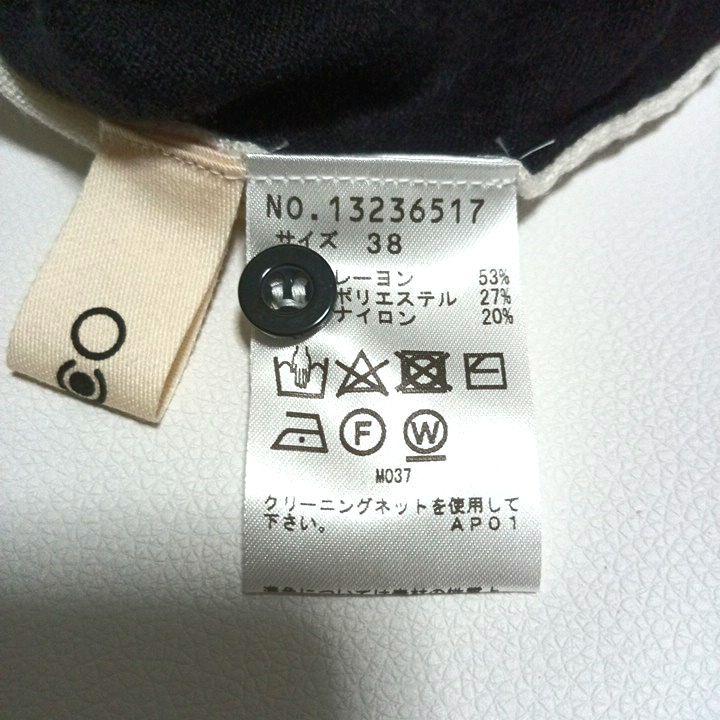 NO.13236517
サイズ 38
レーヨン 53%
ポリエステル 27%
ナイロン 20%
F W
M037
クリーニングネットを使用して
下さい。 AP01
CO